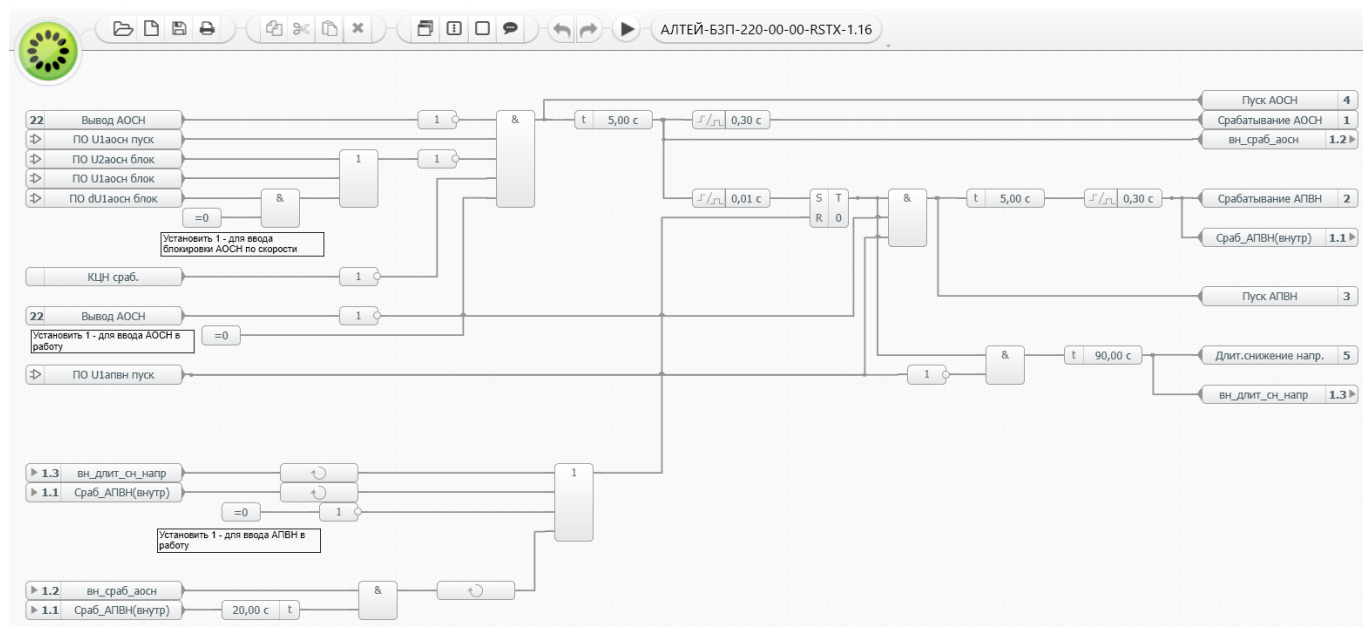 АЛТЕЙ-БЗП-220-00-00-RSTX-1.16
Пуск АОСН 4
22 Вывод АОСН 1 & t 5,00 с 0,30 с Срабатывание АОСН 1
ПО U1аосн пуск вн_сраб_аосн 1.2
ПО U2аосн блок 1 1
ПО U1аосн блок
ПО dU1аосн блок & 0,01 с S T & t 5,00 с 0,30 с Срабатывание АПВН 2
=0 R 0
Установить 1 - для ввода
блокировки АОСН по скорости
Сраб_АПВН(внутр) 1.1
КЦН сраб. 1
Пуск АПВН 3
22 Вывод АОСН 1
Установить 1 - для ввода АОСН в
работу
=0
& t 90,00 с Длит.снижение напр. 5
ПО U1апвн пуск 1
вн_длит_сн_напр 1.3
1.3 вн_длит_сн_напр 1
1.1 Сраб_АПВН(внутр)
=0 1
Установить 1 - для ввода АПВН в
работу
1.2 вн_сраб_аосн &
1.1 Сраб_АПВН(внутр) 20,00 с t